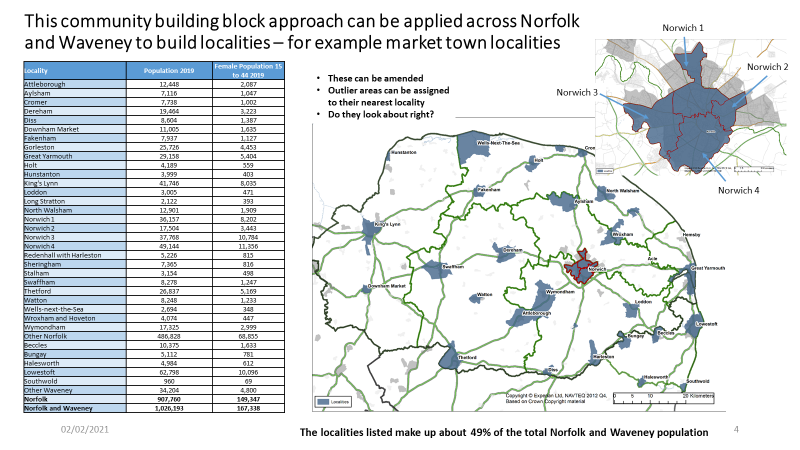 This community building block approach can be applied across Norfolk
and Waveney to build localities – for example market town localities
Locality Population 2019 Female Population 15 to 44 2019
Attleborough 12,448 2,087
Aylsham 7,116 1,047
Cromer 7,738 1,002
Dereham 19,464 3,223
Diss 8,604 1,387
Downham Market 11,005 1,635
Fakenham 7,937 1,127
Gorleston 25,726 4,453
Great Yarmouth 29,158 5,404
Holt 4,189 559
Hunstanton 3,999 403
King's Lynn 41,746 8,035
Loddon 3,005 471
Long Stratton 2,122 393
North Walsham 12,901 1,909
Norwich 1 36,157 8,202
Norwich 2 17,504 3,443
Norwich 3 37,768 10,784
Norwich 4 49,144 11,356
Redenhall with Harleston 5,226 815
Sheringham 7,365 816
Stalham 3,154 498
Swaffham 8,278 1,247
Thetford 26,837 5,169
Watton 8,248 1,233
Wells-next-the-Sea 2,694 348
Wroxham and Hoveton 4,074 447
Wymondham 17,325 2,999
Other Norfolk 486,828 68,855
Beccles 10,375 1,633
Bungay 5,112 781
Halesworth 4,984 612
Lowestoft 62,798 10,096
Southwold 960 69
Other Waveney 34,204 4,800
Norfolk 907,760 149,347
Norfolk and Waveney 1,026,193 167,338
• These can be amended
• Outlier areas can be assigned
to their nearest locality
• Do they look about right?
Norwich 1
Norwich 2
Norwich 3
Norwich 4
Hunstanton
Wells-Next-The-Sea
Holt
Crom
Fakenham
Aylsham
North Walsham
King's Lynn
Wroxham
Hemsby
Dereham
Swaffham
Norwich
Acle
Great Yarmouth
Downham Market
Watton
Wymondham
Attleborough
Loddon
Lowestoft
Bungay
Beccles
Thetford
Harleston
Diss
Halesworth
Southwold
Localities
Copyright © Experian Ltd, NAVTEQ 2012 Q4.
Based on Crown Copyright material
0 5 10 20 Kilometers
02/02/2021
The localities listed make up about 49% of the total Norfolk and Waveney population
4